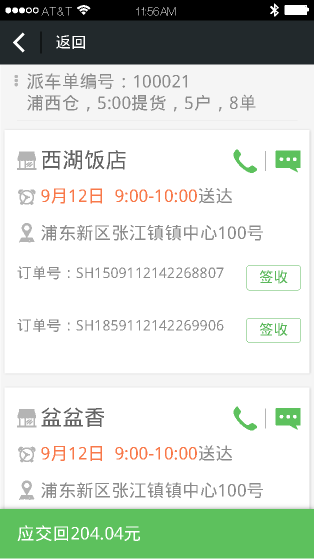 AT&T 11:56AM
返回
派车单编号：100021
浦西仓，5:00提货，5户，8单
西湖饭店
9月12日 9:00-10:00送达
浦东新区张江镇镇中心100号
订单号：SH1509112142268807
签收
订单号：SH1859112142269906
签收
盆盆香
9月12日 9:00-10:00送达
浦东新区张江镇镇中心100号
应交回204.04元